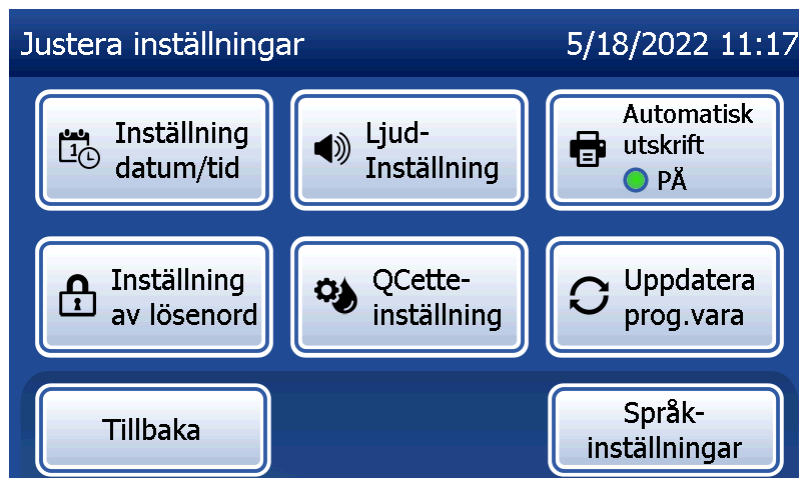 Justera inställningar 5/18/2022 11:17
Inställning
datum/tid
Ljud-
Inställning
Automatisk
utskrift
PÄ
Inställning
av lösenord
QCette-
inställning
Uppdatera
prog.vara
Tillbaka
Språk-
inställningar